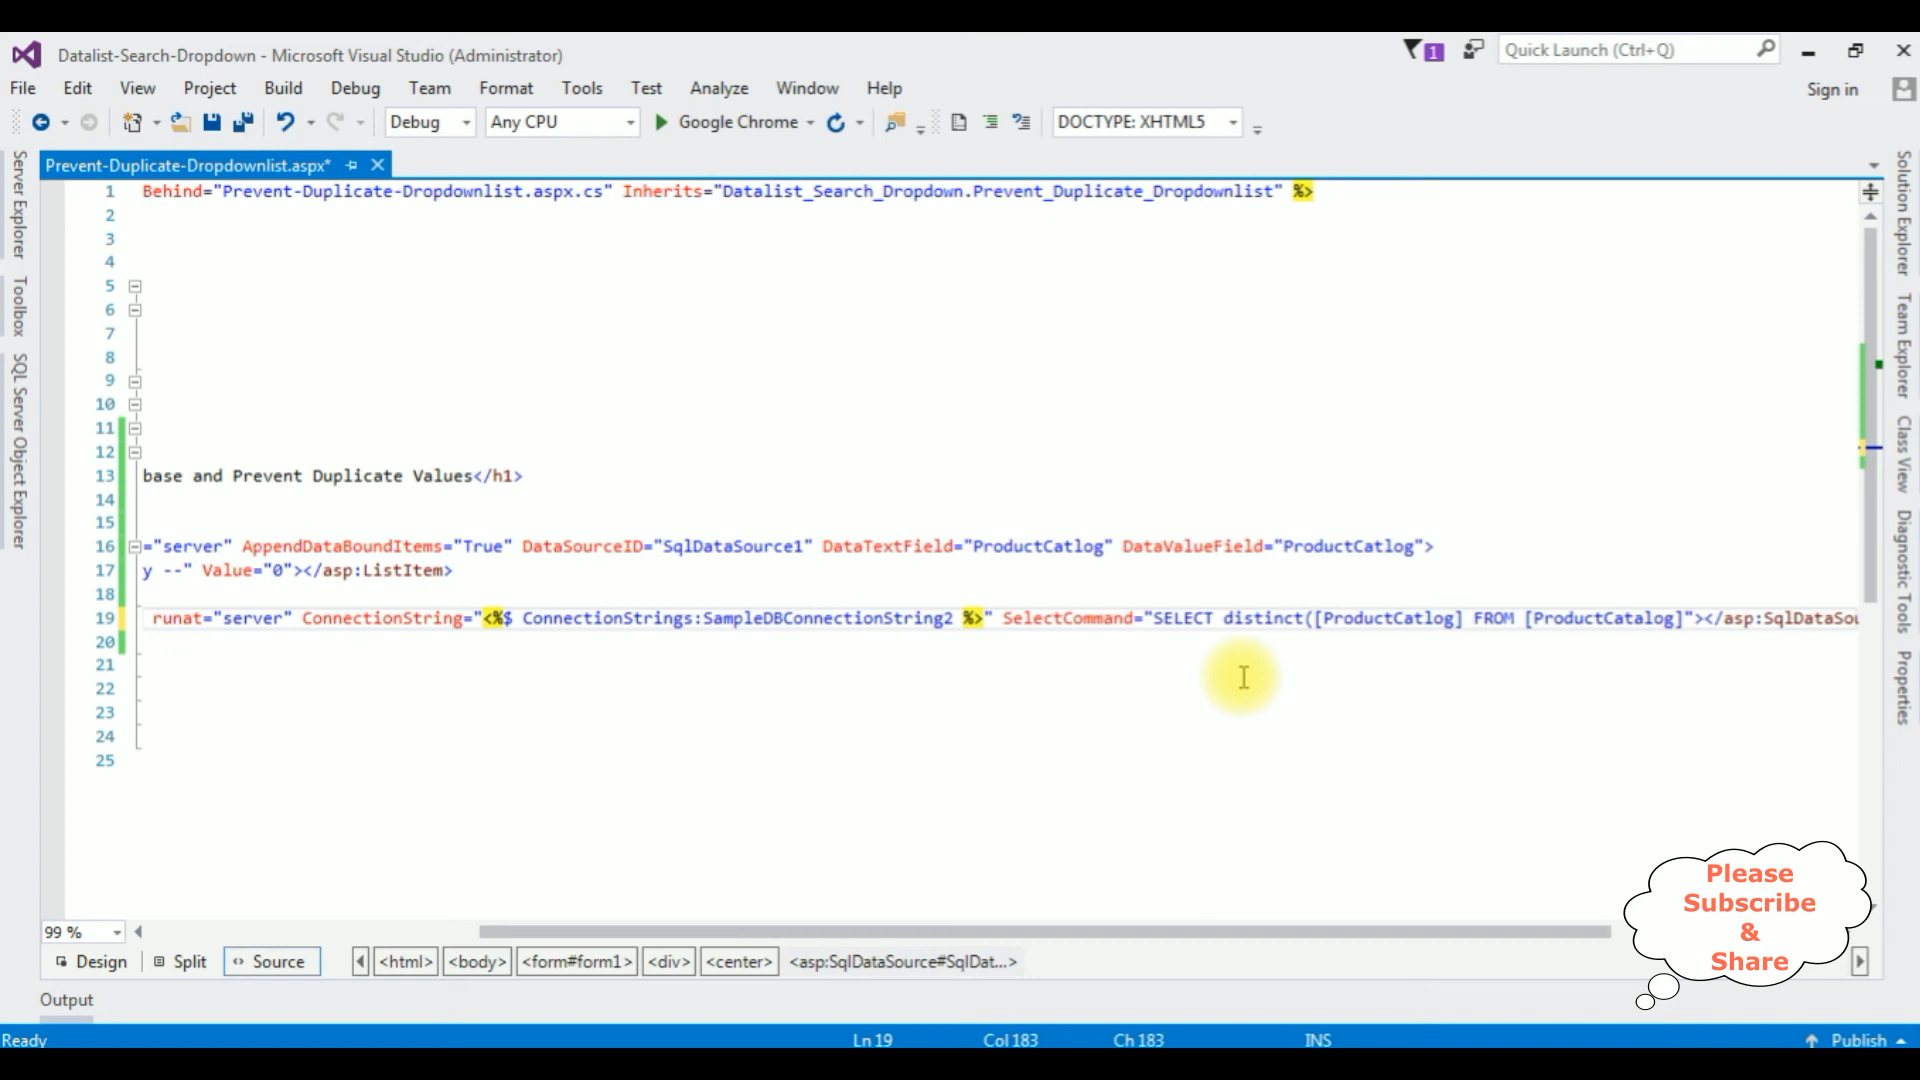 Datalist-Search-Dropdown - Microsoft Visual Studio (Administrator)
1
Quick Launch (Ctrl+Q)
File Edit View Project Build Debug Team Test Format Tools Test Analyze Window Help
Sign in
Debug Any CPU Google Chrome DOCTYPE: XHTML5
Prevent-Duplicate-Dropdownlist.aspx*
1 Behind="Prevent-Duplicate-Dropdownlist.aspx.cs" Inherits="Datalist_Search_Dropdown.Prevent_Duplicate_Dropdownlist" %>
2
3
4
5
6
7
8
9
10
11
12
13 base and Prevent Duplicate Values</h1>
14
15
16 ="server" AppendDataBoundItems="True" DataSourceID="SqlDataSource1" DataTextField="ProductCatlog" DataValueField="ProductCatlog">
17 y --" Value="0"></asp:ListItem>
18
19 runat="server" ConnectionString="<%$ ConnectionStrings:SampleDBConnectionString2 %>" SelectCommand="SELECT distinct([ProductCatlog] FROM [ProductCatalog]"></asp:SqlDataSou
20
21
22
23
24
25
Server Explorer
Toolbox
SQL Server Object Explorer
Solution Explorer
Team Explorer
Class View
Diagnostic Tools
Properties
Please
Subscribe
&
Share
99 %
Design Split Source <html> <body> <form#form1> <div> <center> <asp:SqlDataSource#SqlDat...>
Output
Ready Ln 19 Col 183 Ch 183 INS Publish